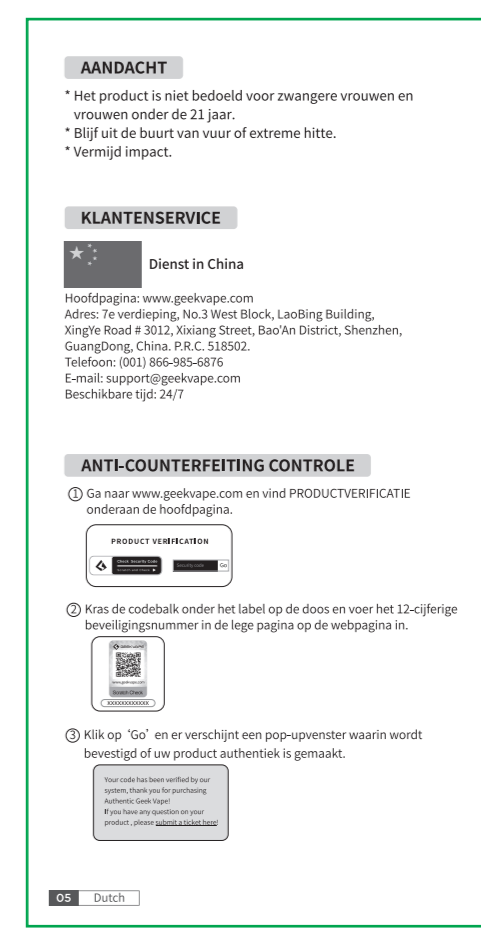 AANDACHT
* Het product is niet bedoeld voor zwangere vrouwen en
vrouwen onder de 21 jaar.
* Blijf uit de buurt van vuur of extreme hitte.
* Vermijd impact.
KLANTENSERVICE
Dienst in China
Hoofdpagina: www.geekvape.com
Adres: 7e verdieping, No.3 West Block, LaoBing Building,
XingYe Road # 3012, Xixiang Street, Bao'An District, Shenzhen,
GuangDong, China. P.R.C. 518502.
Telefoon: (001) 866-985-6876
E-mail: support@geekvape.com
Beschikbare tijd: 24/7
ANTI-COUNTERFEITING CONTROLE
① Ga naar www.geekvape.com en vind PRODUCTVERIFICATIE
onderaan de hoofdpagina.
PRODUCT VERIFICATION
Check Security Code
Scratch and Check
Security code Go
② Kras de codebalk onder het label op de doos en voer het 12-cijferige
beveiligingsnummer in de lege pagina op de webpagina in.
GEEK VAPE
www.geekvape.com
Scratch Check
XXXXXXXXXXXX
③ Klik op ‘Go’ en er verschijnt een pop-upvenster waarin wordt
bevestigd of uw product authentiek is gemaakt.
Your code has been verified by our
system, thank you for purchasing
Authentic Geek Vape!
If you have any question on your
product , please submit a ticket here!
05 Dutch